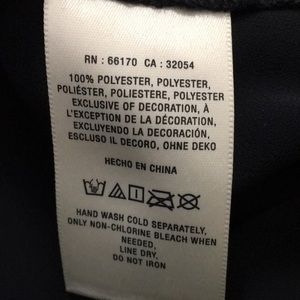 RN : 66170 CA : 32054
100% POLYESTER, POLYESTER,
POLIÉSTER, POLIESTERE, POLYESTER
EXCLUSIVE OF DECORATION, À
L'EXCEPTION DE LA DÉCORATION,
EXCLUYENDO LA DECORACIÓN,
ESCLUSO IL DECORO, OHNE DEKO
HECHO EN CHINA
HAND WASH COLD SEPARATELY,
ONLY NON-CHLORINE BLEACH WHEN
NEEDED,
LINE DRY,
DO NOT IRON